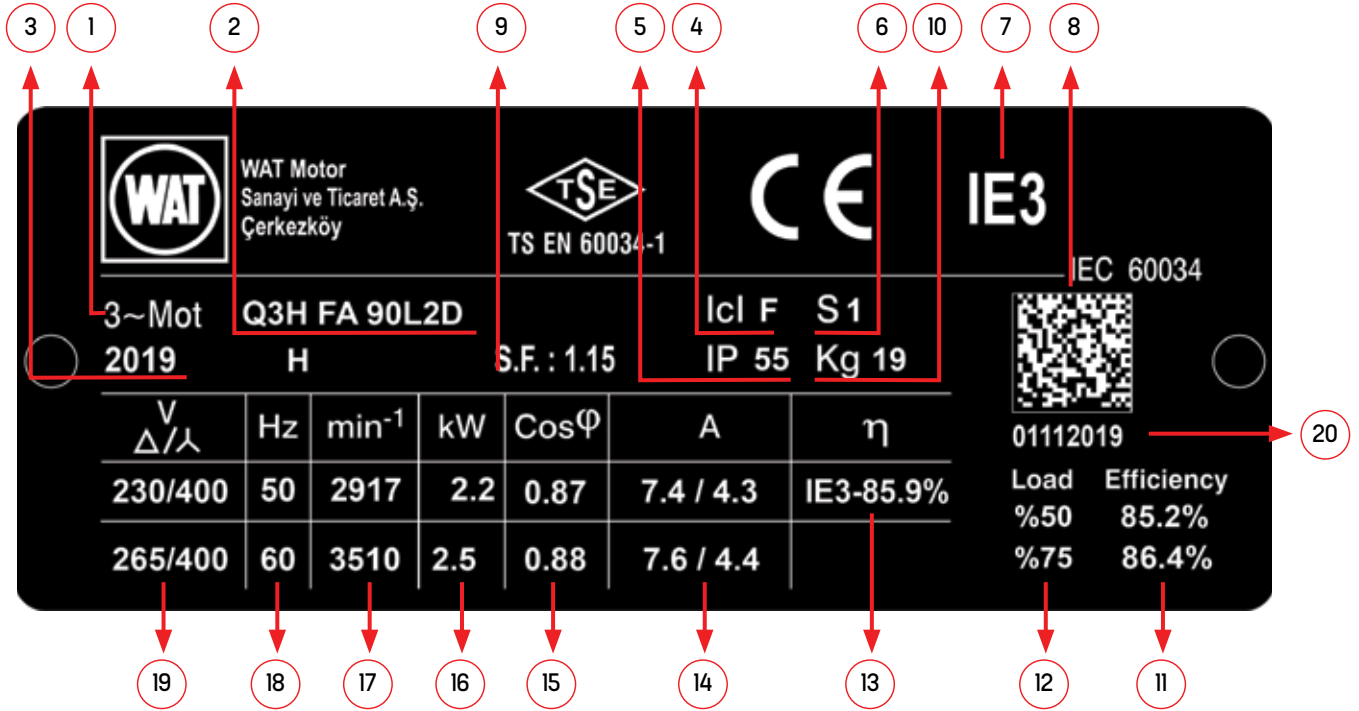 3 1 2 9 5 4 6 10 7 8
WAT
WAT Motor
Sanayi ve Ticaret A.Ş.
Çerkezköy
TSE
TS EN 60034-1
CE
IE3
IEC 60034
3~Mot Q3H FA 90L2D Icl F S 1
2019 H S.F. : 1.15 IP 55 Kg 19
V
Δ/⅄ Hz min-1 kW Cosφ A η
230/400 50 2917 2.2 0.87 7.4 / 4.3 IE3-85.9%
265/400 60 3510 2.5 0.88 7.6 / 4.4
01112019 20
Load Efficiency
%50 85.2%
%75 86.4%
19 18 17 16 15 14 13 12 11